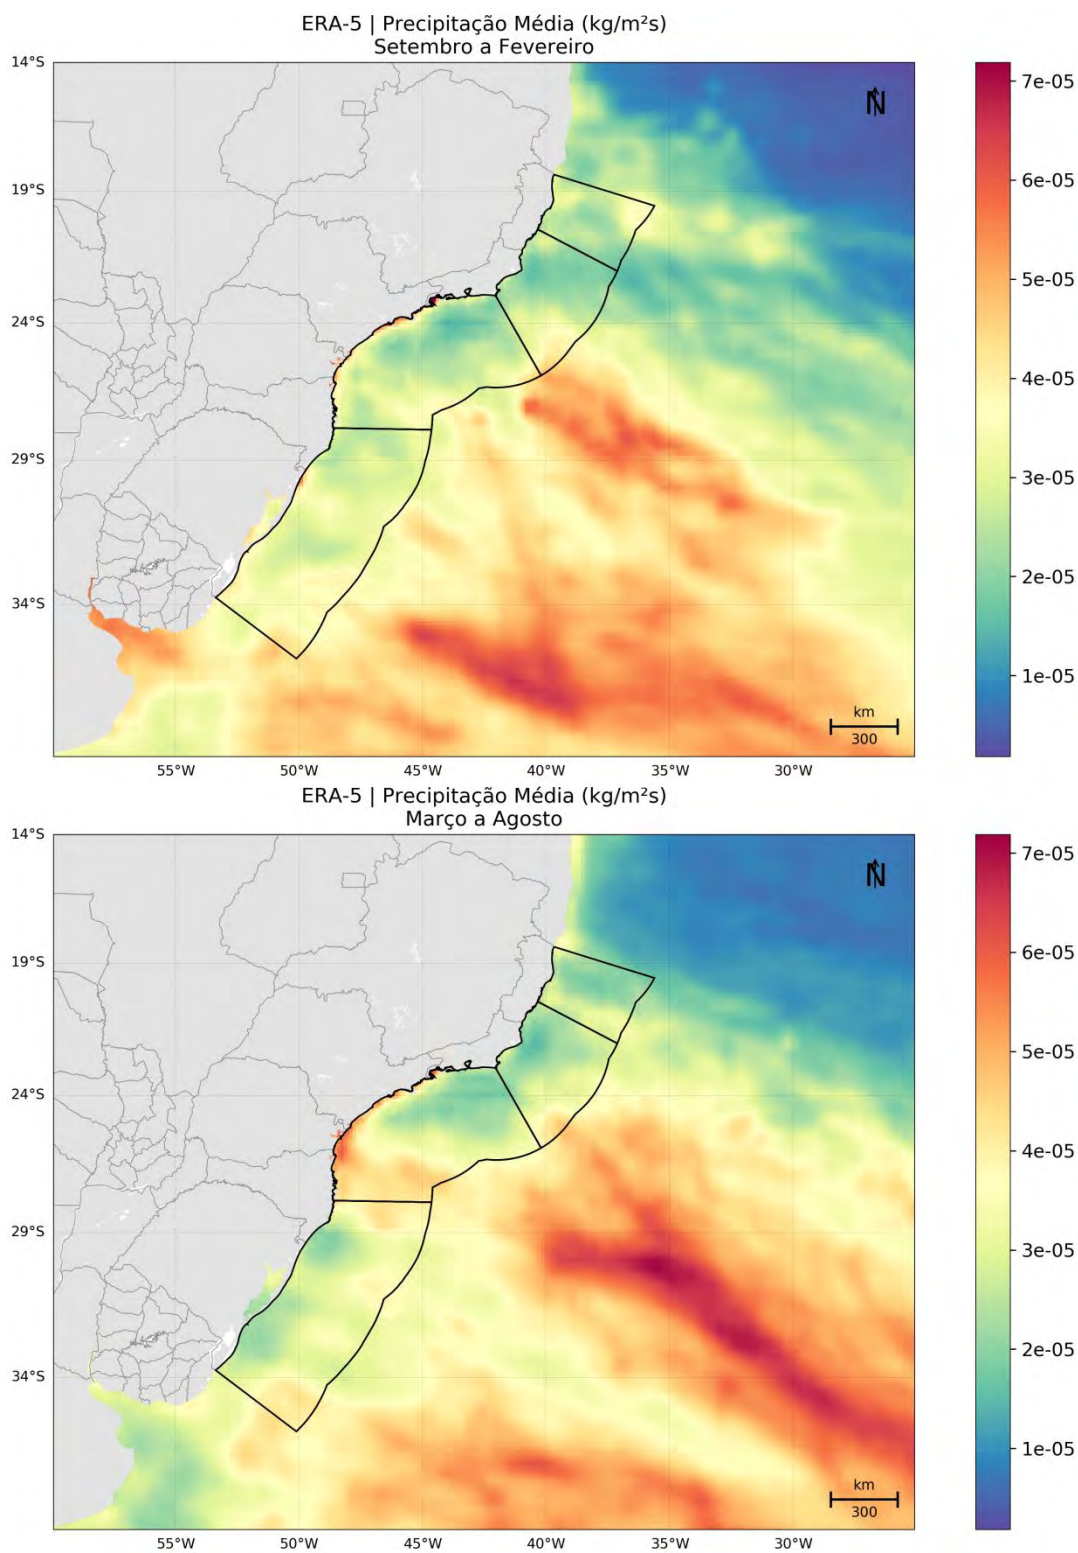 ERA-5 | Precipitação Média (kg/m²s)
Setembro a Fevereiro
14°S
19°S
24°S
29°S
34°S
55°W
50°W
45°W
40°W
35°W
30°W
N
km
300
7e-05
6e-05
5e-05
4e-05
3e-05
2e-05
1e-05
ERA-5 | Precipitação Média (kg/m²s)
Março a Agosto
14°S
19°S
24°S
29°S
34°S
55°W
50°W
45°W
40°W
35°W
30°W
N
km
300
7e-05
6e-05
5e-05
4e-05
3e-05
2e-05
1e-05